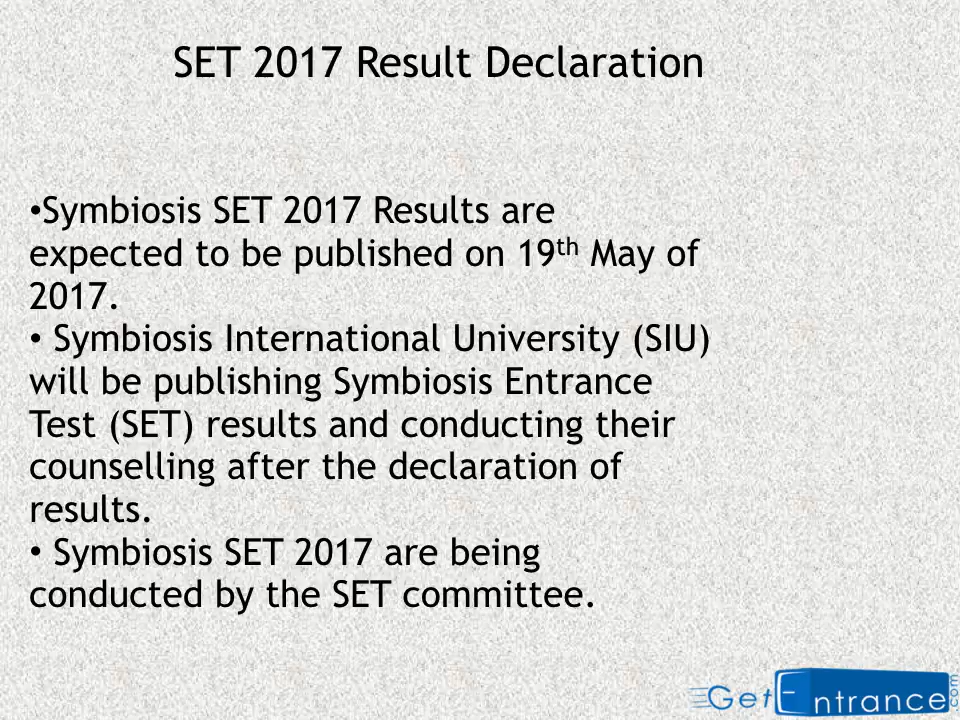 SET 2017 Result Declaration
•Symbiosis SET 2017 Results are
expected to be published on 19th May of
2017.
• Symbiosis International University (SIU)
will be publishing Symbiosis Entrance
Test (SET) results and conducting their
counselling after the declaration of
results.
• Symbiosis SET 2017 are being
conducted by the SET committee.
GetEntrance.com